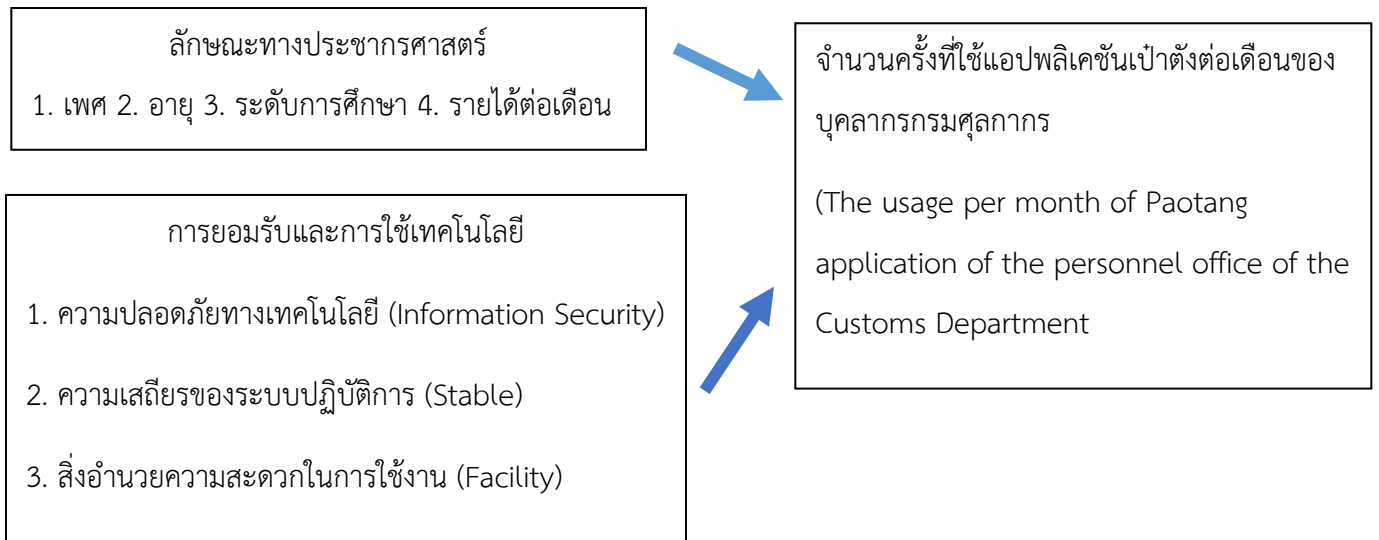 ลักษณะทางประชากรศาสตร์
1. เพศ 2. อายุ 3. ระดับการศึกษา 4. รายได้ต่อเดือน
การยอมรับและการใช้เทคโนโลยี
1. ความปลอดภัยทางเทคโนโลยี (Information Security)
2. ความเสถียรของระบบปฏิบัติการ (Stable)
3. สิ่งอำนวยความสะดวกในการใช้งาน (Facility)
จำนวนครั้งที่ใช้แอปพลิเคชันเป๋าตังต่อเดือนของ
บุคลากรกรมศุลกากร
(The usage per month of Paotang
application of the personnel office of the
Customs Department